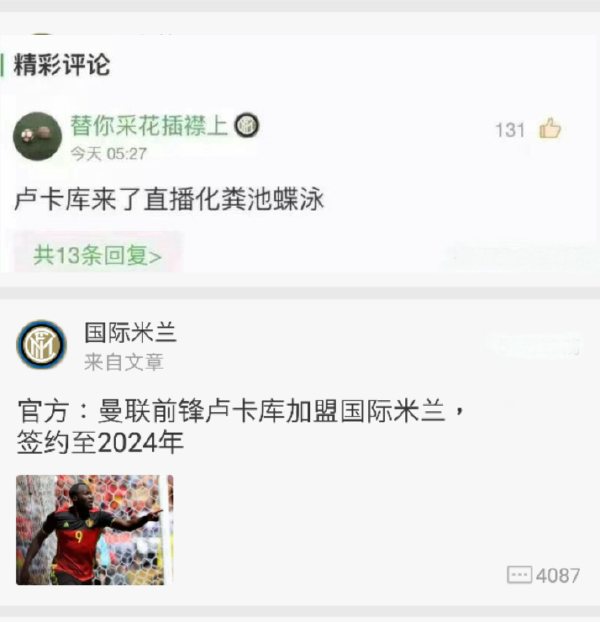 精彩评论
替你采花插襟上
131
今天 05:27
卢卡库来了直播化粪池蝶泳
共13条回复>
国际米兰
来自文章
官方：曼联前锋卢卡库加盟国际米兰，
签约至2024年
9
4087